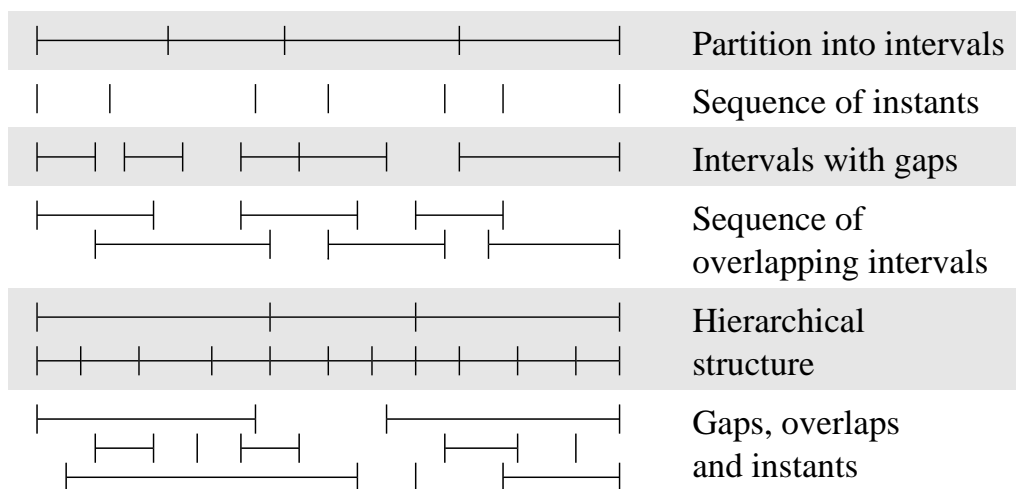 Partition into intervals
Sequence of instants
Intervals with gaps
Sequence of
overlapping intervals
Hierarchical
structure
Gaps, overlaps
and instants